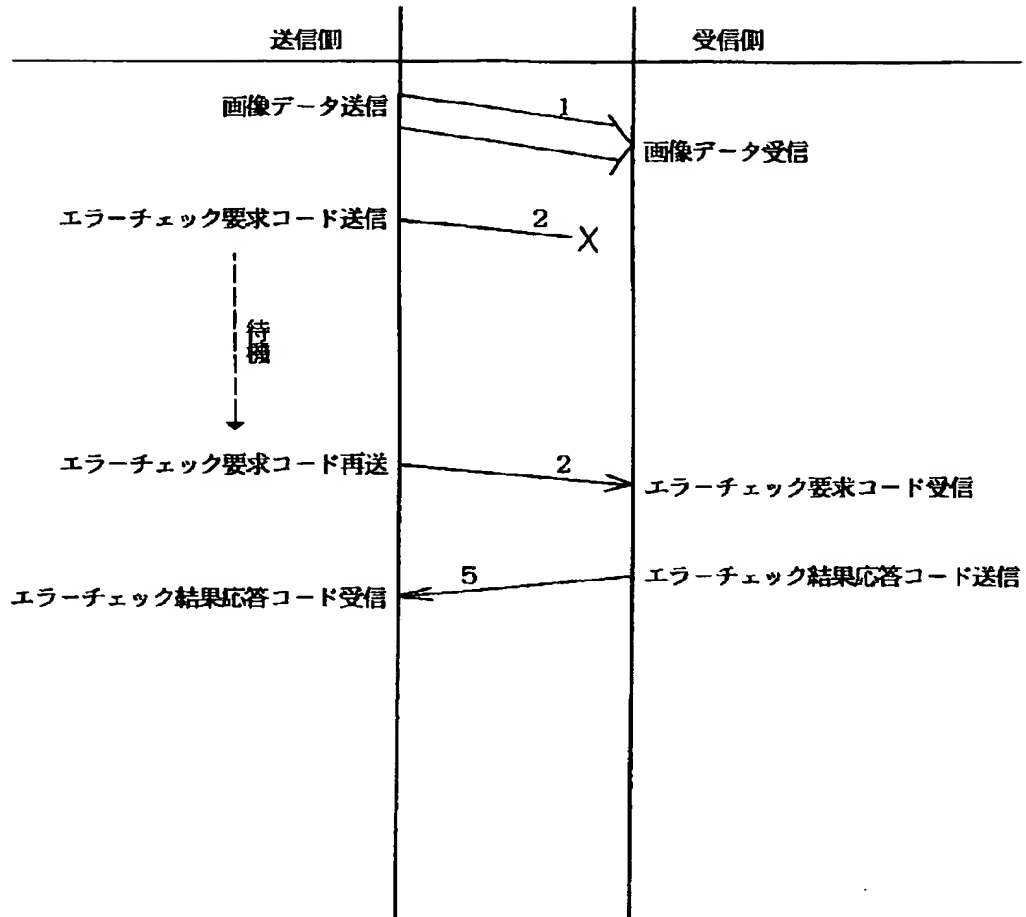 送信側
受信側
画像データ送信
1
画像データ受信
エラーチェック要求コード送信
2
X
待機
エラーチェック要求コード再送
2
エラーチェック要求コード受信
5
エラーチェック結果応答コード送信
エラーチェック結果応答コード受信